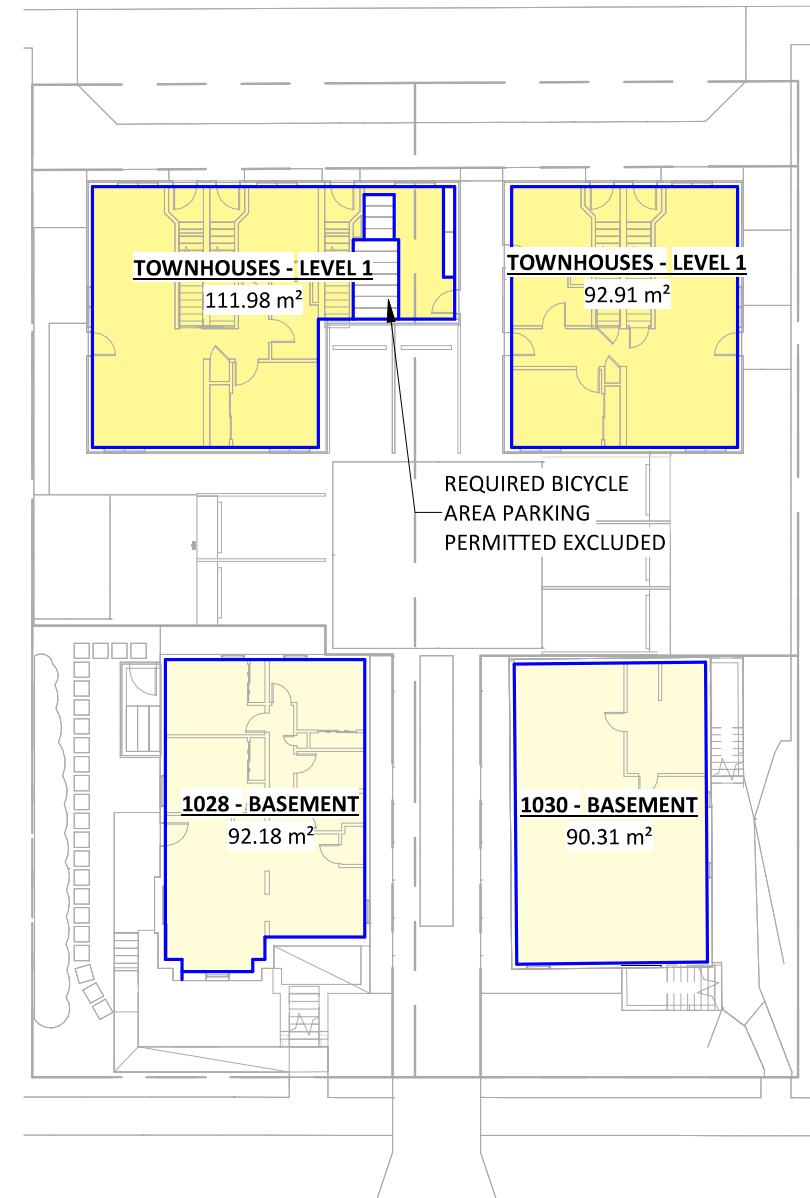 TOWNHOUSES - LEVEL 1
111.98 m²
TOWNHOUSES - LEVEL 1
92.91 m²
REQUIRED BICYCLE
AREA PARKING
PERMITTED EXCLUDED
1028 - BASEMENT
92.18 m²
1030 - BASEMENT
90.31 m²